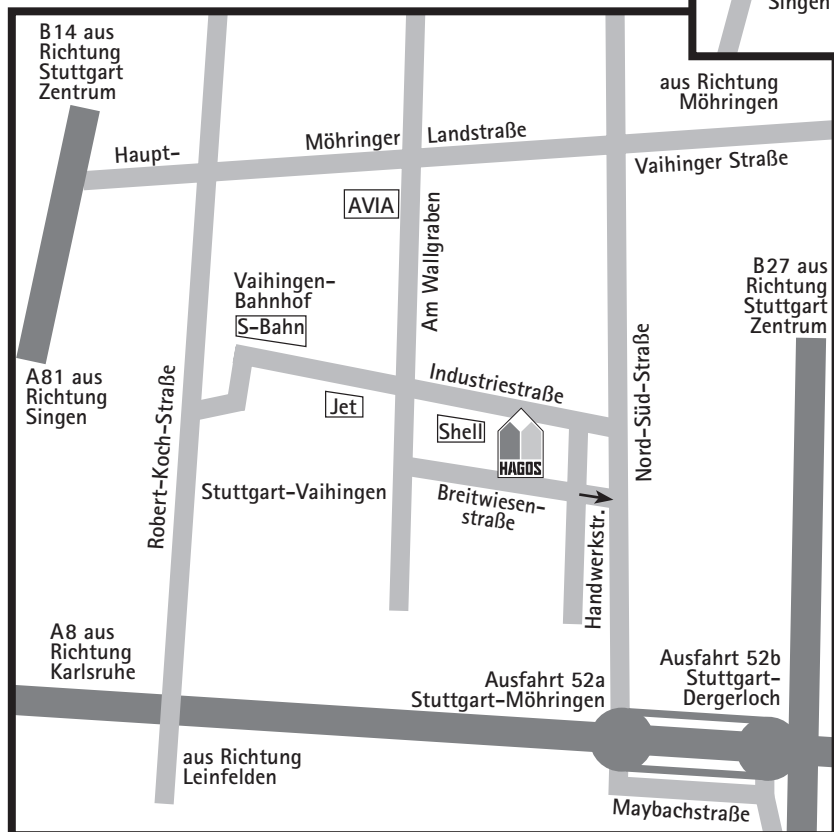 Singen
B14 aus
Richtung
Stuttgart
Zentrum
aus Richtung
Möhringen
Haupt-
Möhringer
Landstraße
Vaihinger Straße
AVIA
Am Wallgraben
Vaihingen-
Bahnhof
S-Bahn
B27 aus
Richtung
Stuttgart
Zentrum
A81 aus
Richtung
Singen
Robert-Koch-Straße
Industriestraße
Nord-Süd-Straße
Jet
Shell
HAGOS
Stuttgart-Vaihingen
Breitwiesen-
straße
Handwerkstr.
A8 aus
Richtung
Karlsruhe
Ausfahrt 52a
Stuttgart-Möhringen
Ausfahrt 52b
Stuttgart-
Dergerloch
aus Richtung
Leinfelden
Maybachstraße